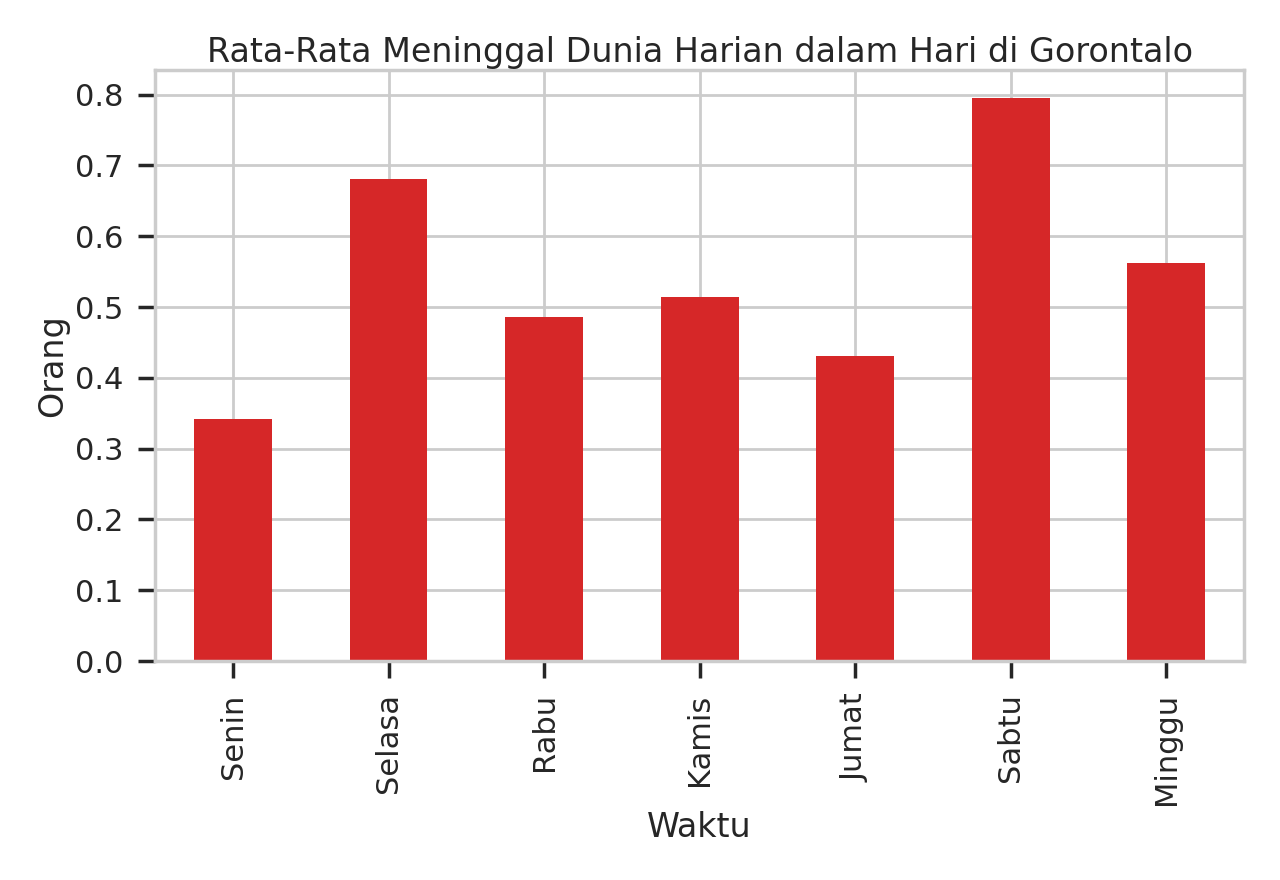 Rata-Rata Meninggal Dunia Harian dalam Hari di Gorontalo
0.8
0.7
0.6
0.5
0.4
0.3
0.2
0.1
0.0
Orang
Senin
Selasa
Rabu
Kamis
Jumat
Sabtu
Minggu
Waktu